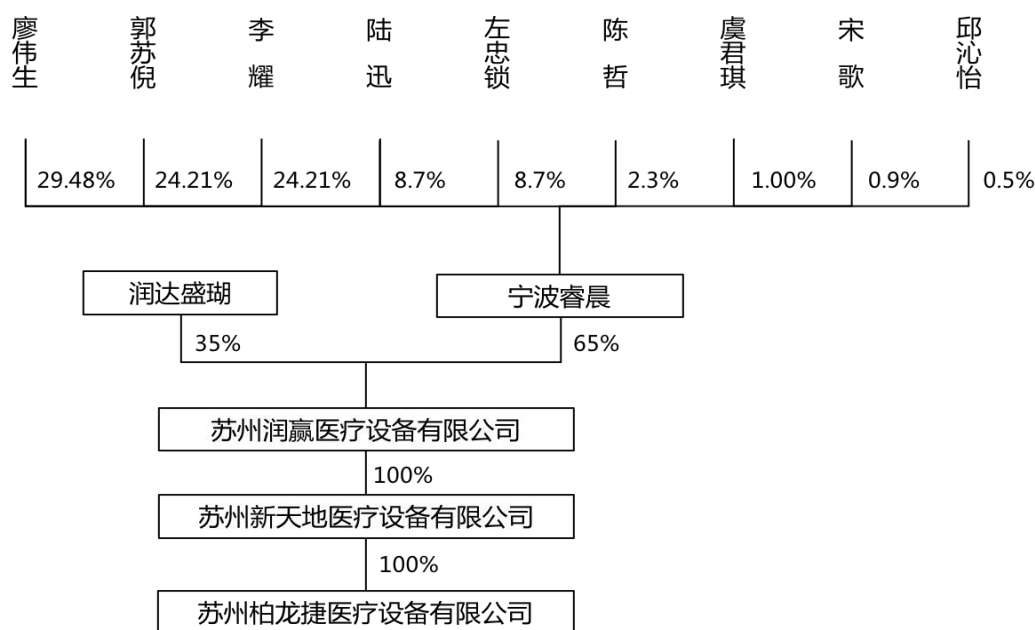 廖伟生
郭苏倪
李耀
陆迅
左忠锁
陈哲
虞君琪
宋歌
邱沁怡
29.48%
24.21%
24.21%
8.7%
8.7%
2.3%
1.00%
0.9%
0.5%
润达盛瑚
宁波睿晨
35%
65%
苏州润赢医疗设备有限公司
100%
苏州新天地医疗设备有限公司
100%
苏州柏龙捷医疗设备有限公司